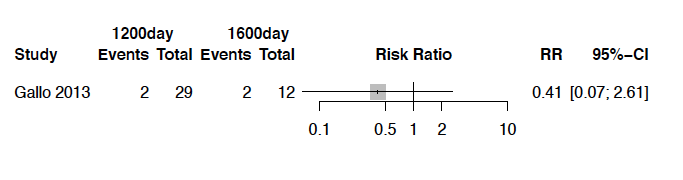 1200day 1600day
Study Events Total Events Total Risk Ratio RR 95%−CI
Gallo 2013 2 29 2 12 0.41 [0.07; 2.61]
0.1 0.5 1 2 10